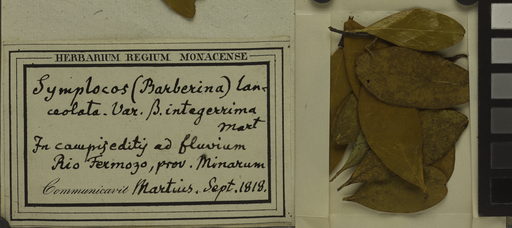 HERBARIUM REGIUM MONACENSE
Symplocos (Barberina) lan-
ceolata. Var. β. integerrima
Mart
In campis editis ad fluvium
Rio Fermozo, prov. Minarum
Communicavit Martius. Sept. 1818.